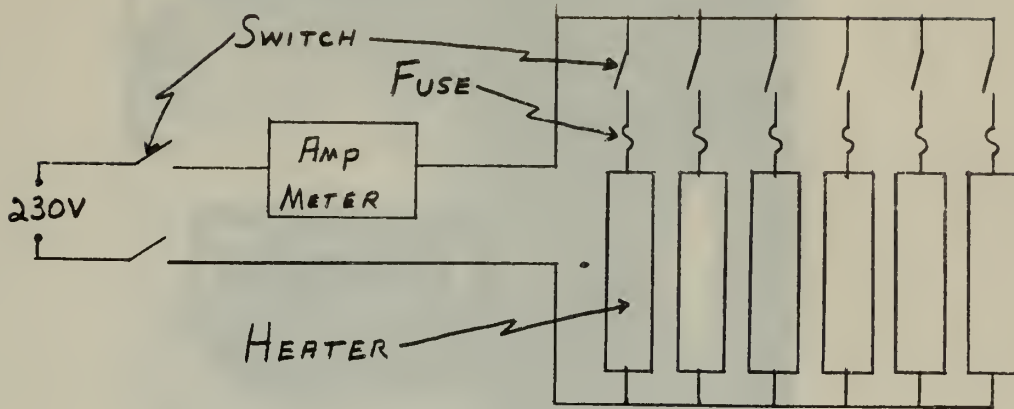 SWITCH
FUSE
AMP
METER
230V
HEATER